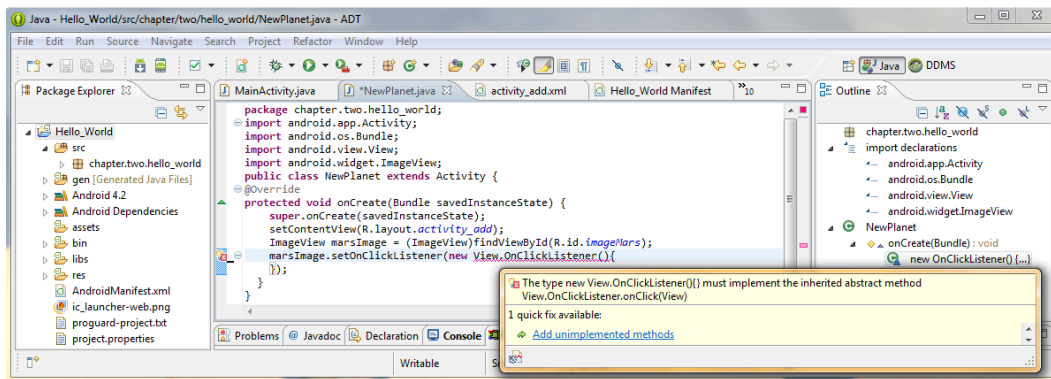 Java - Hello_World/src/chapter/two/hello_world/NewPlanet.java - ADT
File Edit Run Source Navigate Search Project Refactor Window Help
Java DDMS
Package Explorer
Hello_World
src
chapter.two.hello_world
gen [Generated Java Files]
Android 4.2
Android Dependencies
assets
bin
libs
res
AndroidManifest.xml
ic_launcher-web.png
proguard-project.txt
project.properties
MainActivity.java *NewPlanet.java activity_add.xml Hello_World Manifest »10
package chapter.two.hello_world;
import android.app.Activity;
import android.os.Bundle;
import android.view.View;
import android.widget.ImageView;
public class NewPlanet extends Activity {
@Override
protected void onCreate(Bundle savedInstanceState) {
super.onCreate(savedInstanceState);
setContentView(R.layout.activity_add);
ImageView marsImage = (ImageView)findViewById(R.id.imageMars);
marsImage.setOnClickListener(new View.OnClickListener(){
});
}
}
The type new View.OnClickListener(){} must implement the inherited abstract method
View.OnClickListener.onClick(View)
1 quick fix available:
Add unimplemented methods
Problems @ Javadoc Declaration Console
Writable
Outline
chapter.two.hello_world
import declarations
android.app.Activity
android.os.Bundle
android.view.View
android.widget.ImageView
NewPlanet
onCreate(Bundle) : void
new OnClickListener() {...}